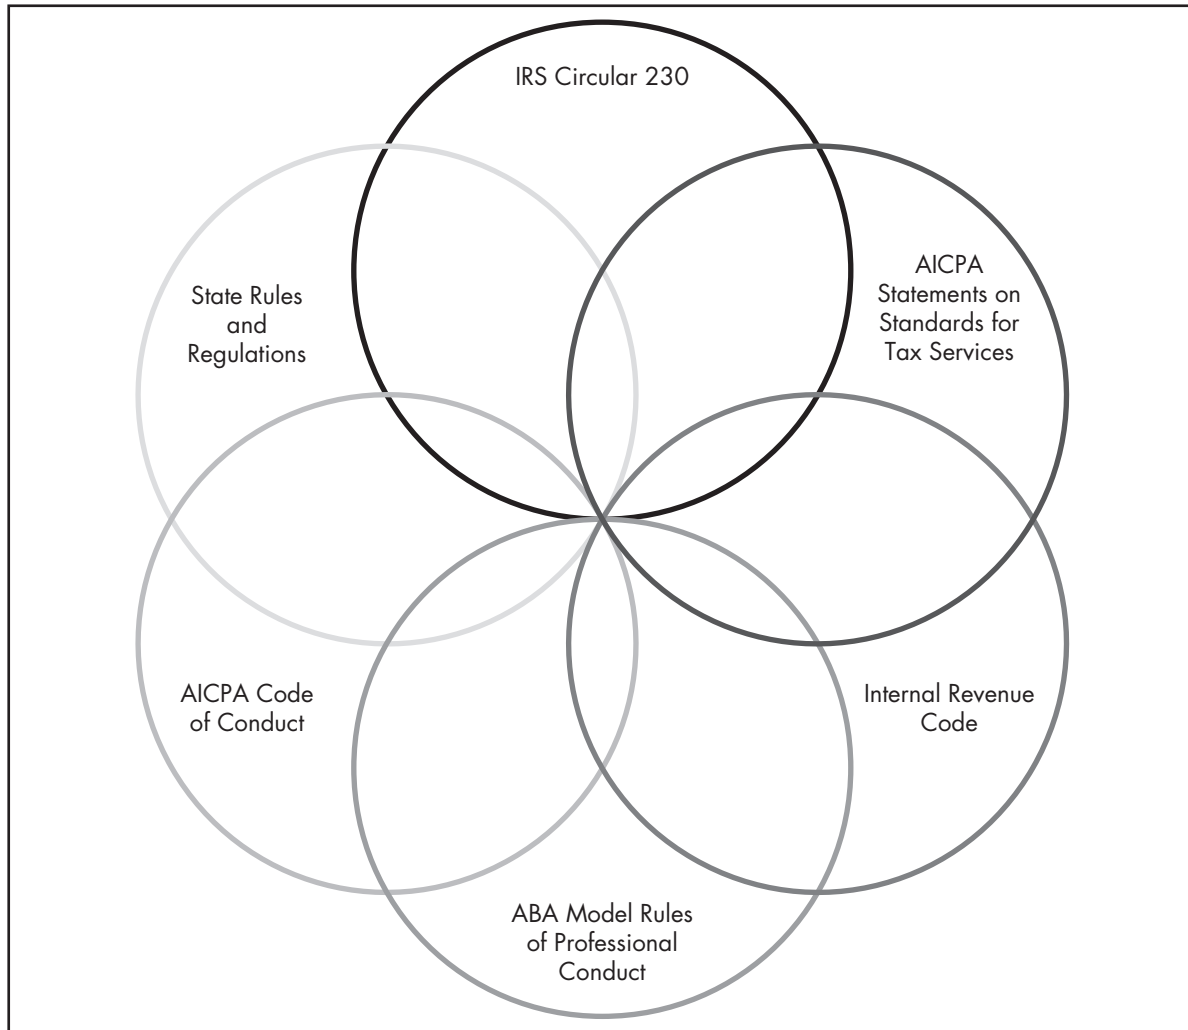 IRS Circular 230
AICPA
Statements on
Standards for
Tax Services
State Rules
and
Regulations
AICPA Code
of Conduct
Internal Revenue
Code
ABA Model Rules
of Professional
Conduct